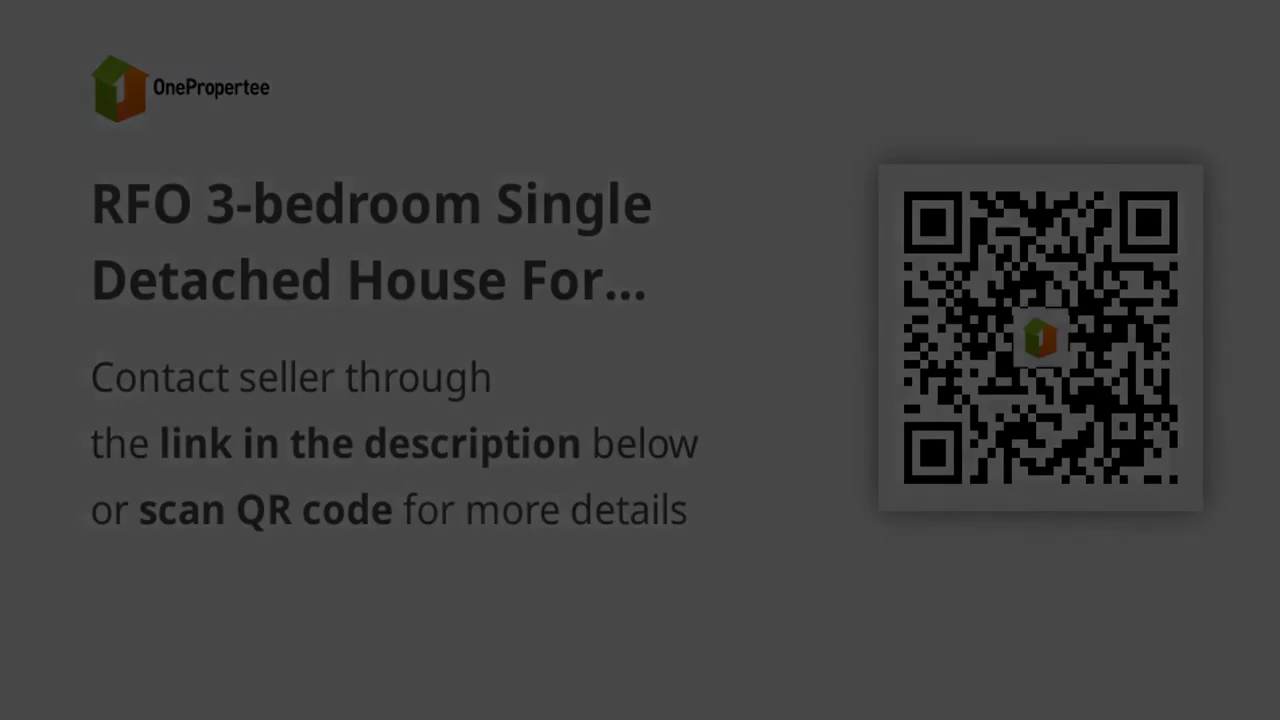 OnePropertee
RFO 3-bedroom Single
Detached House For...
Contact seller through
the link in the description below
or scan QR code for more details